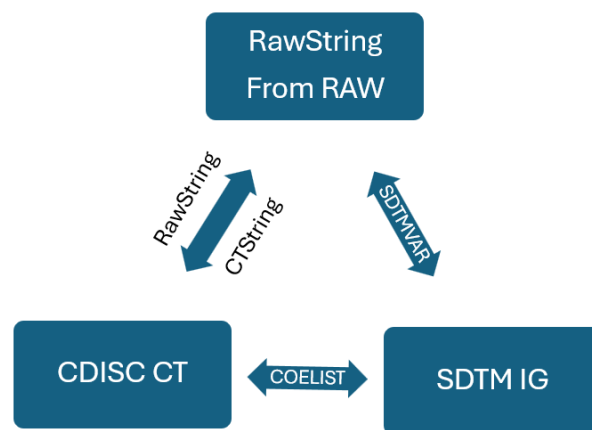 RawString
From RAW
RawString
CTString
SDTMVAR
CDISC CT
COELIST
SDTM IG